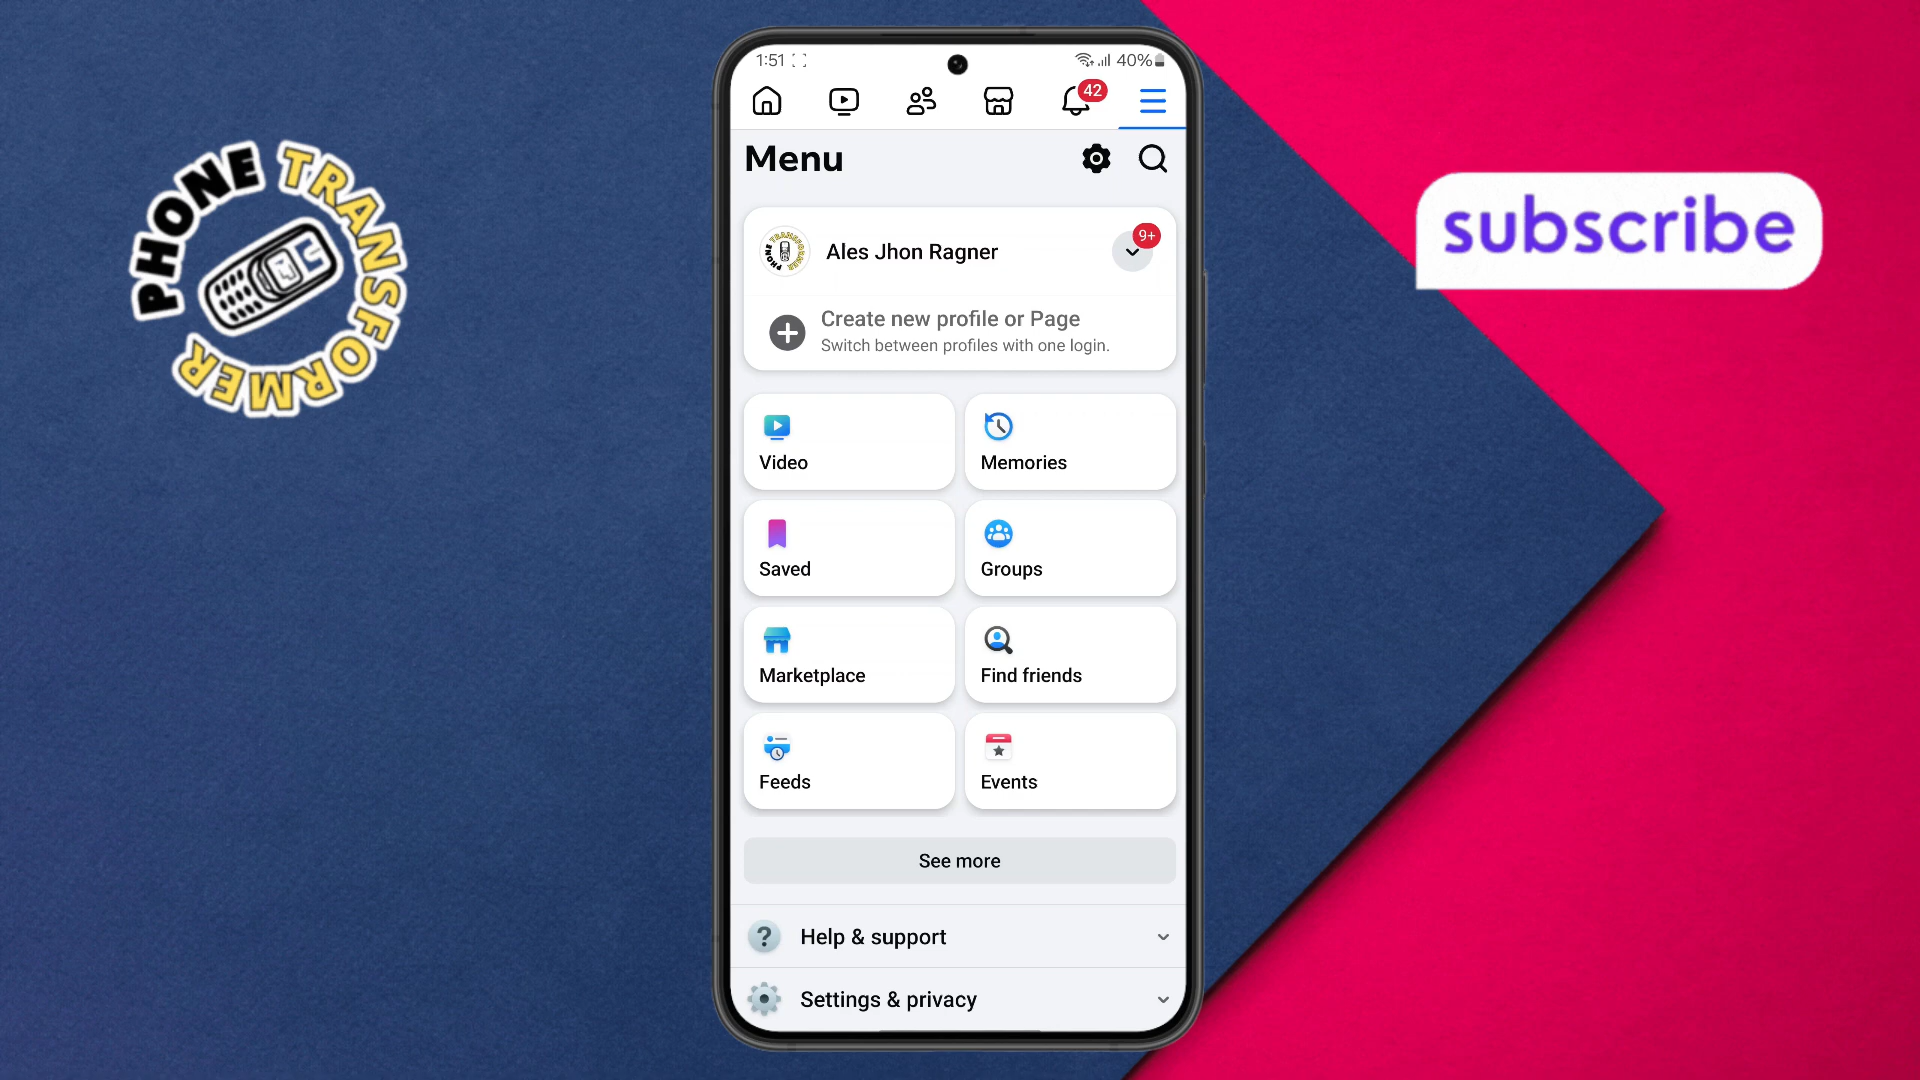 PHONE TRANSFORMER
subscribe
1:51
40%
42
Menu
Ales Jhon Ragner
9+
Create new profile or Page
Switch between profiles with one login.
Video
Memories
Saved
Groups
Marketplace
Find friends
Feeds
Events
See more
Help & support
Settings & privacy